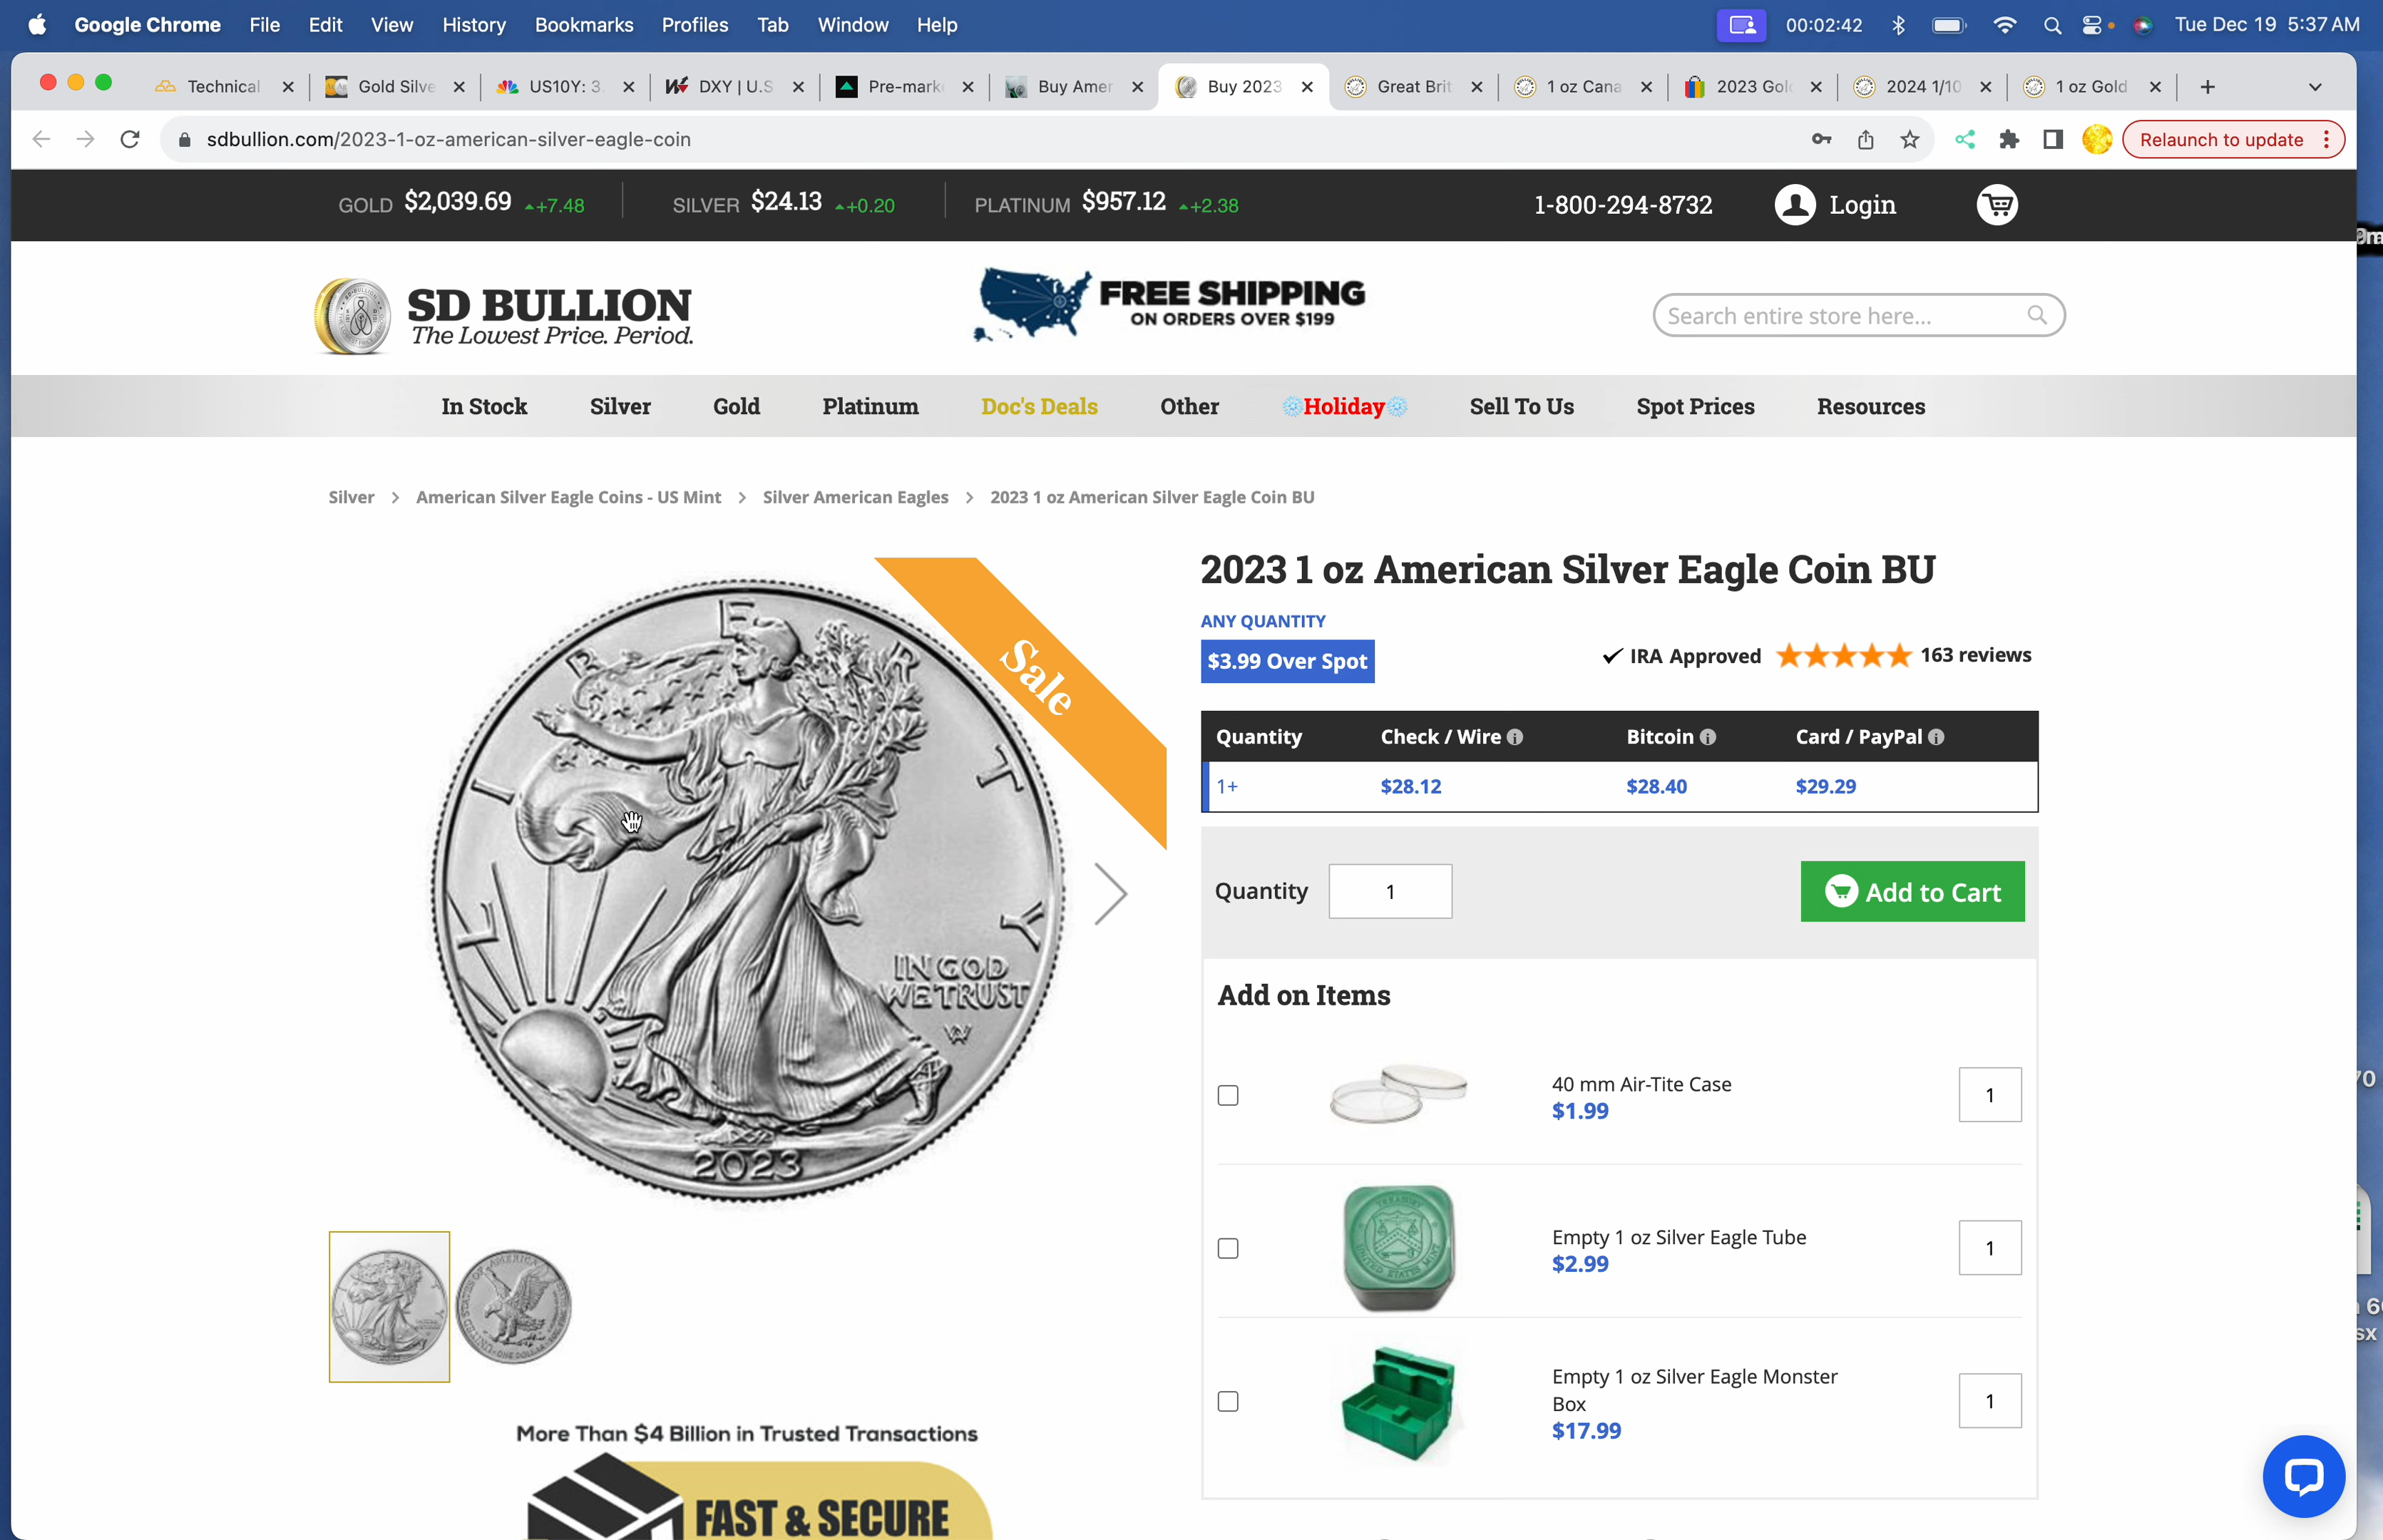 Google Chrome File Edit View History Bookmarks Profiles Tab Window Help 00:02:42 Tue Dec 19 5:37 AM
Technical Gold Silve US10Y: 3. DXY | U.S Pre-mark Buy Amer Buy 2023 Great Brit 1 oz Cana 2023 Gol 2024 1/10 1 oz Gold
sdbullion.com/2023-1-oz-american-silver-eagle-coin Relaunch to update
GOLD $2,039.69 +7.48 SILVER $24.13 +0.20 PLATINUM $957.12 +2.38 1-800-294-8732 Login
SD BULLION
The Lowest Price. Period.
FREE SHIPPING
ON ORDERS OVER $199
Search entire store here...
In Stock Silver Gold Platinum Doc's Deals Other Holiday Sell To Us Spot Prices Resources
Silver > American Silver Eagle Coins - US Mint > Silver American Eagles > 2023 1 oz American Silver Eagle Coin BU
Sale
LIBERTY
IN GOD
WE TRUST
2023
2023 1 oz American Silver Eagle Coin BU
ANY QUANTITY
$3.99 Over Spot
IRA Approved 163 reviews
Quantity Check / Wire Bitcoin Card / PayPal
1+ $28.12 $28.40 $29.29
Quantity 1 Add to Cart
Add on Items
40 mm Air-Tite Case
$1.99
1
Empty 1 oz Silver Eagle Tube
$2.99
1
Empty 1 oz Silver Eagle Monster
Box
$17.99
1
More Than $4 Billion in Trusted Transactions
FAST & SECURE